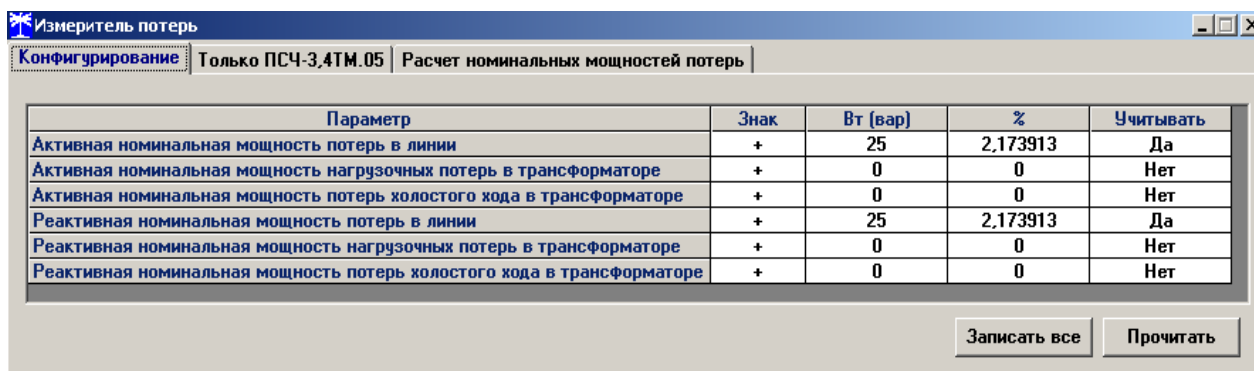 Измеритель потерь
Конфигурирование Только ПСЧ-3,4ТМ.05 Расчет номинальных мощностей потерь
Параметр Знак Вт (вар) % Учитывать
Активная номинальная мощность потерь в линии + 25 2,173913 Да
Активная номинальная мощность нагрузочных потерь в трансформаторе + 0 0 Нет
Активная номинальная мощность потерь холостого хода в трансформаторе + 0 0 Нет
Реактивная номинальная мощность потерь в линии + 25 2,173913 Да
Реактивная номинальная мощность нагрузочных потерь в трансформаторе + 0 0 Нет
Реактивная номинальная мощность потерь холостого хода в трансформаторе + 0 0 Нет
Записать все Прочитать